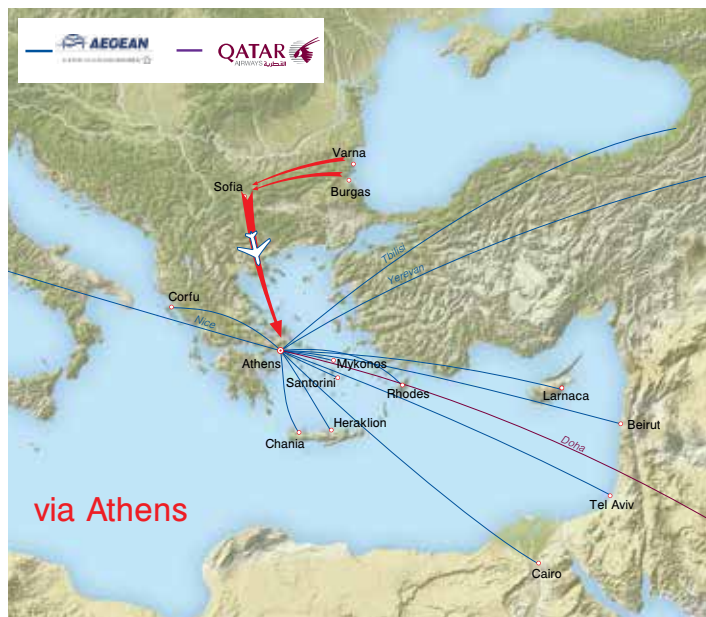 AEGEAN
QATAR
AIRWAYS القطرية
Varna
Sofia
Burgas
Tbilisi
Yerevan
Corfu
Nice
Athens
Mykonos
Santorini
Rhodes
Larnaca
Heraklion
Beirut
Chania
Doha
via Athens
Tel Aviv
Cairo